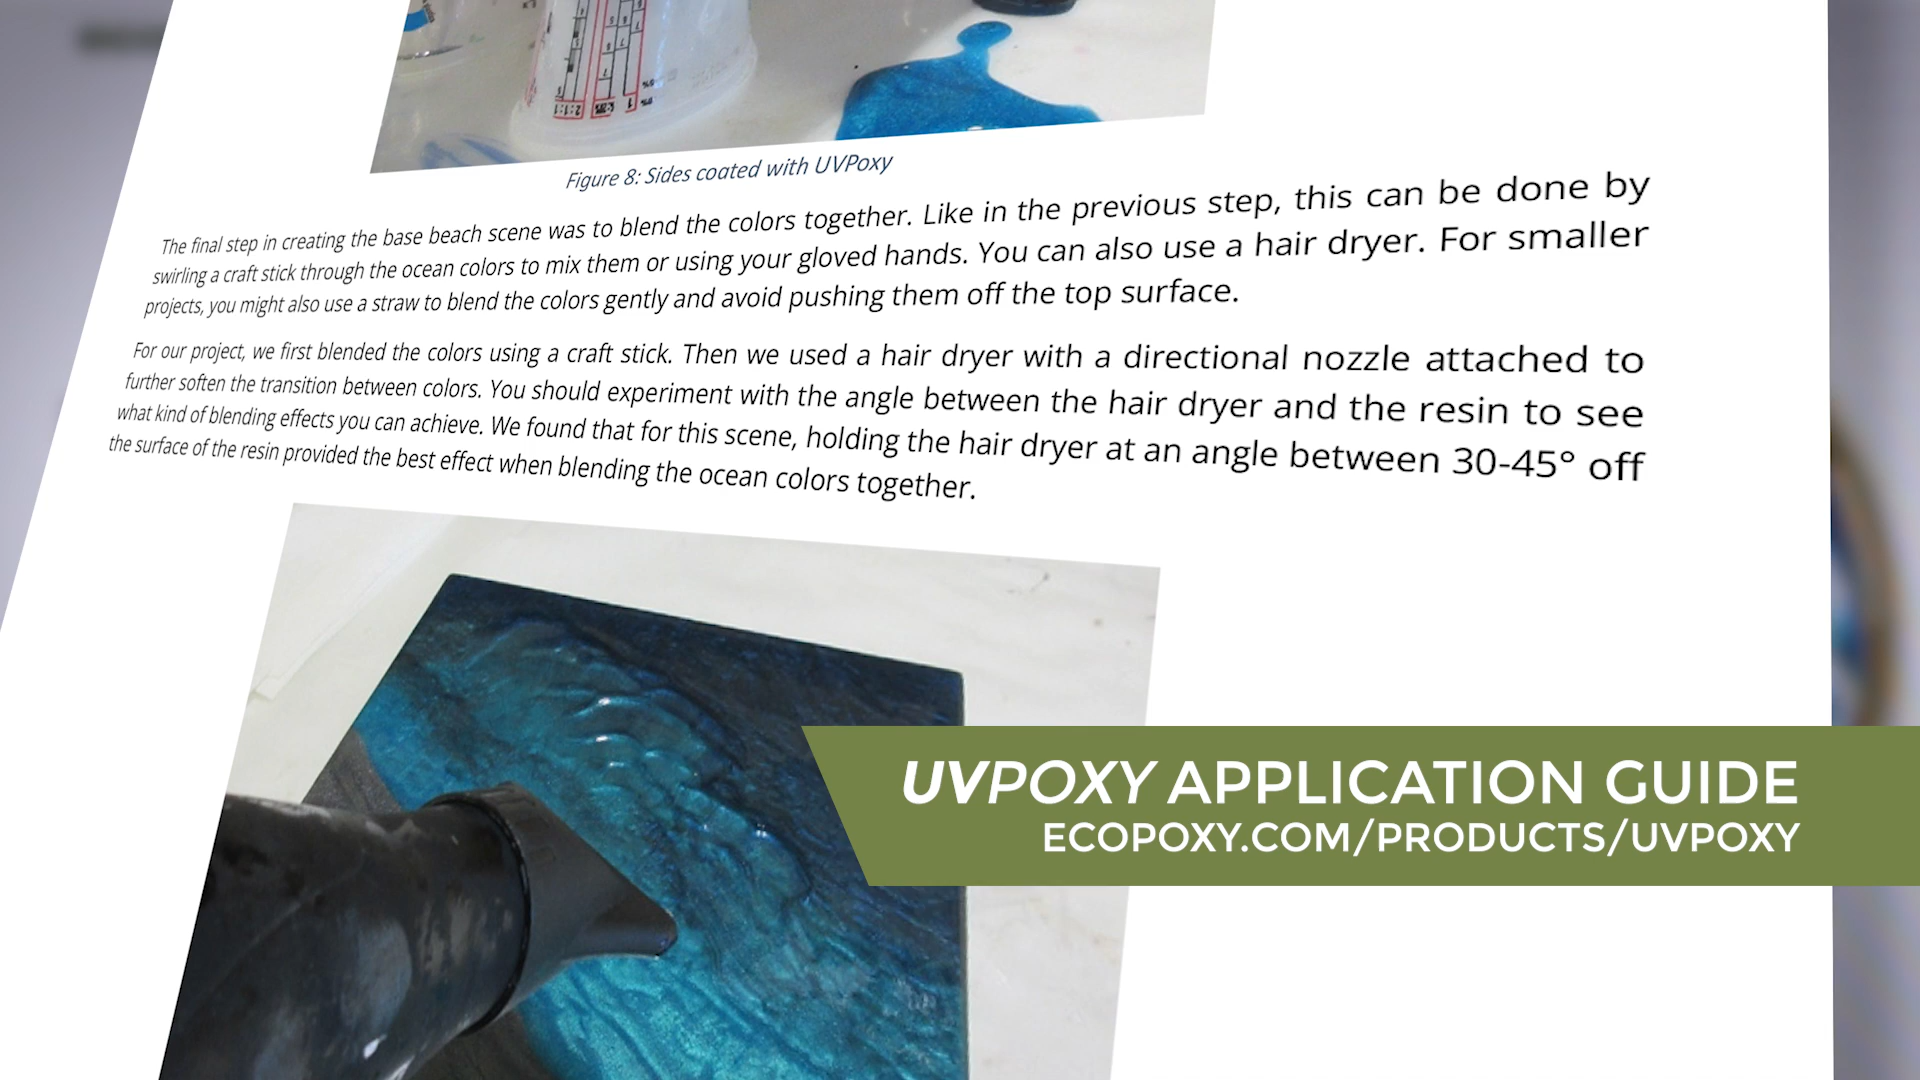 Figure 8: Sides coated with UVPoxy
The final step in creating the base beach scene was to blend the colors together. Like in the previous step, this can be done by
swirling a craft stick through the ocean colors to mix them or using your gloved hands. You can also use a hair dryer. For smaller
projects, you might also use a straw to blend the colors gently and avoid pushing them off the top surface.
For our project, we first blended the colors using a craft stick. Then we used a hair dryer with a directional nozzle attached to
further soften the transition between colors. You should experiment with the angle between the hair dryer and the resin to see
what kind of blending effects you can achieve. We found that for this scene, holding the hair dryer at an angle between 30-45° off
the surface of the resin provided the best effect when blending the ocean colors together.
UVPOXY APPLICATION GUIDE
ECOPOXY.COM/PRODUCTS/UVPOXY